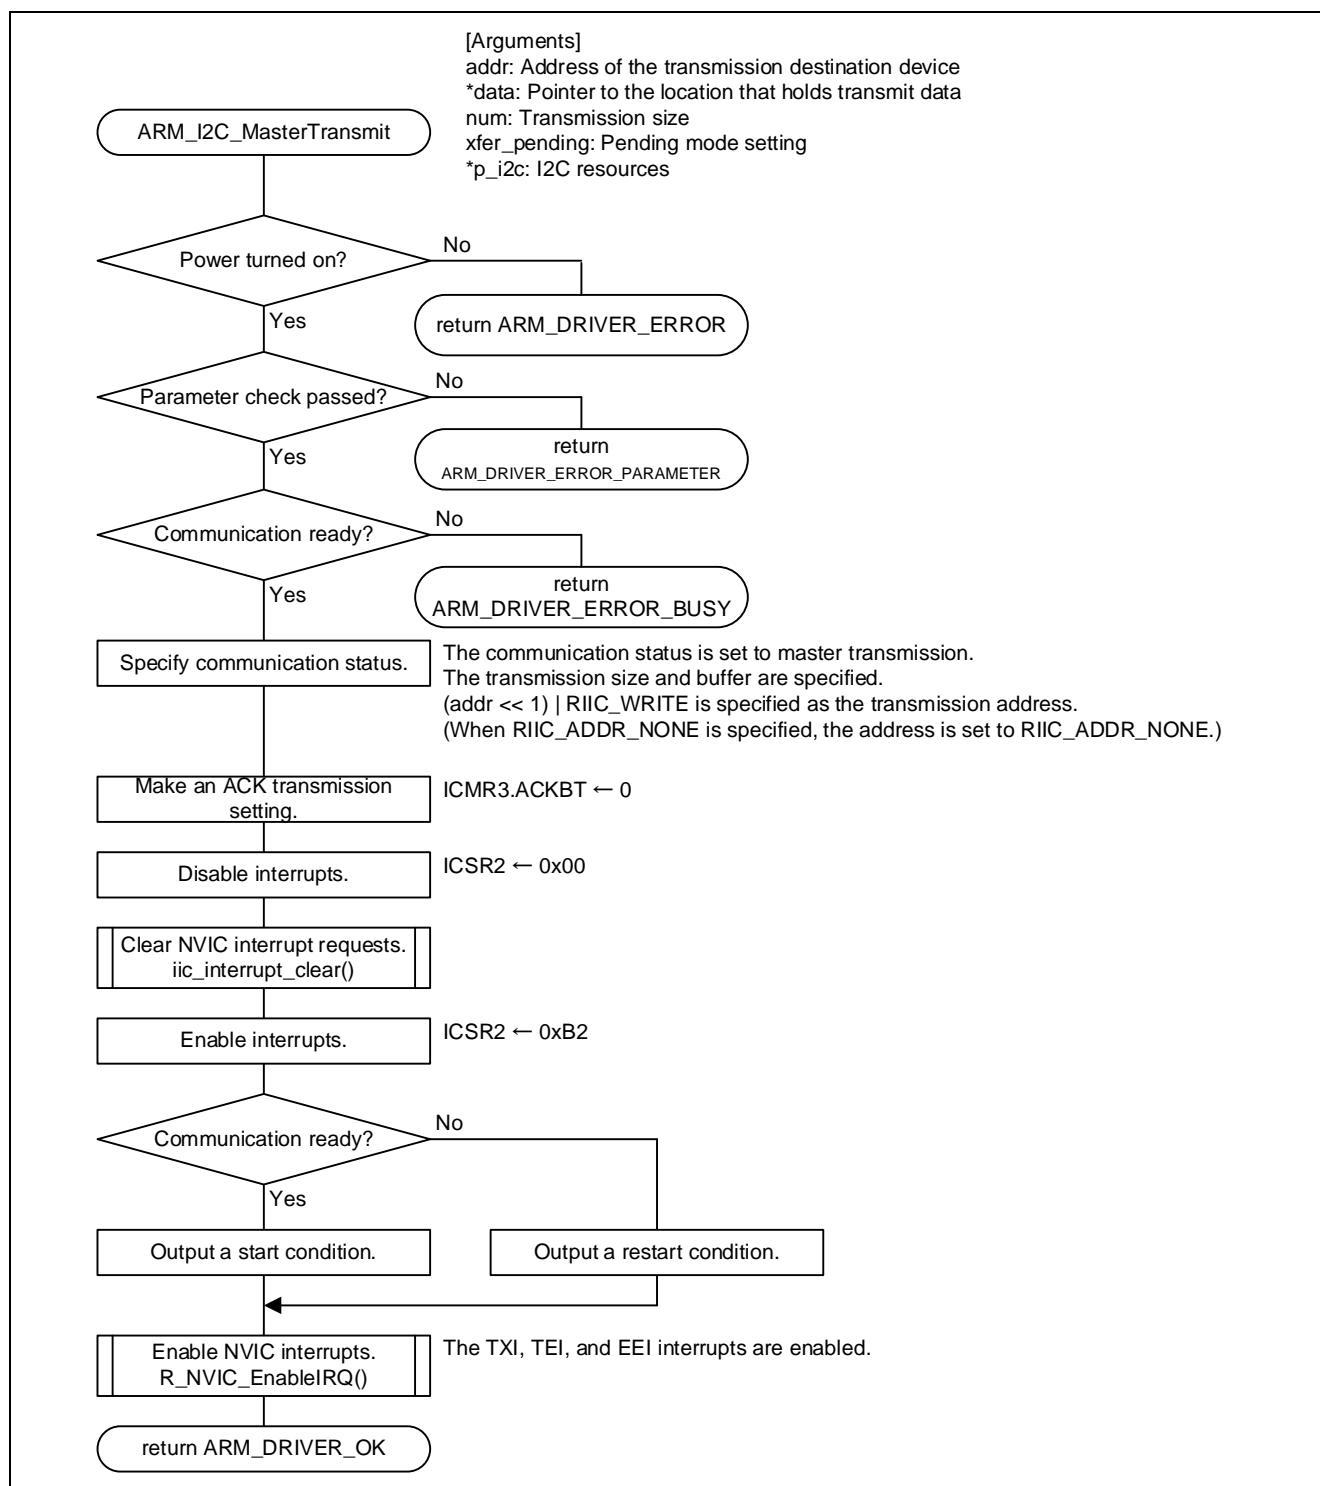 [Arguments]
addr: Address of the transmission destination device
*data: Pointer to the location that holds transmit data
num: Transmission size
xfer_pending: Pending mode setting
*p_i2c: I2C resources
ARM_I2C_MasterTransmit
Power turned on?
No
return ARM_DRIVER_ERROR
Yes
Parameter check passed?
No
return
ARM_DRIVER_ERROR_PARAMETER
Yes
Communication ready?
No
return
ARM_DRIVER_ERROR_BUSY
Yes
Specify communication status.
The communication status is set to master transmission.
The transmission size and buffer are specified.
(addr << 1) | RIIC_WRITE is specified as the transmission address.
(When RIIC_ADDR_NONE is specified, the address is set to RIIC_ADDR_NONE.)
Make an ACK transmission
setting.
ICMR3.ACKBT ← 0
Disable interrupts.
ICSR2 ← 0x00
Clear NVIC interrupt requests.
iic_interrupt_clear()
Enable interrupts.
ICSR2 ← 0xB2
Communication ready?
No
Yes
Output a start condition.
Output a restart condition.
Enable NVIC interrupts.
R_NVIC_EnableIRQ()
The TXI, TEI, and EEI interrupts are enabled.
return ARM_DRIVER_OK